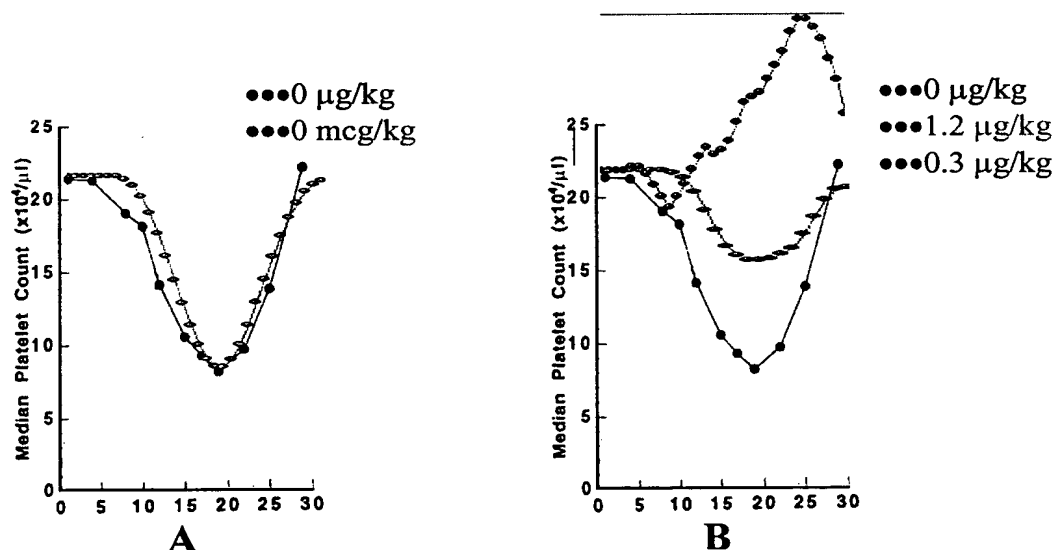 ●●●0 µg/kg
●●●0 mcg/kg
Median Platelet Count (x10⁴/µl)
25
20
15
10
5
0
0 5 10 15 20 25 30
A
●●●0 µg/kg
●●●1.2 µg/kg
●●●0.3 µg/kg
Median Platelet Count (x10⁴/µl)
25
20
15
10
5
0
0 5 10 15 20 25 30
B